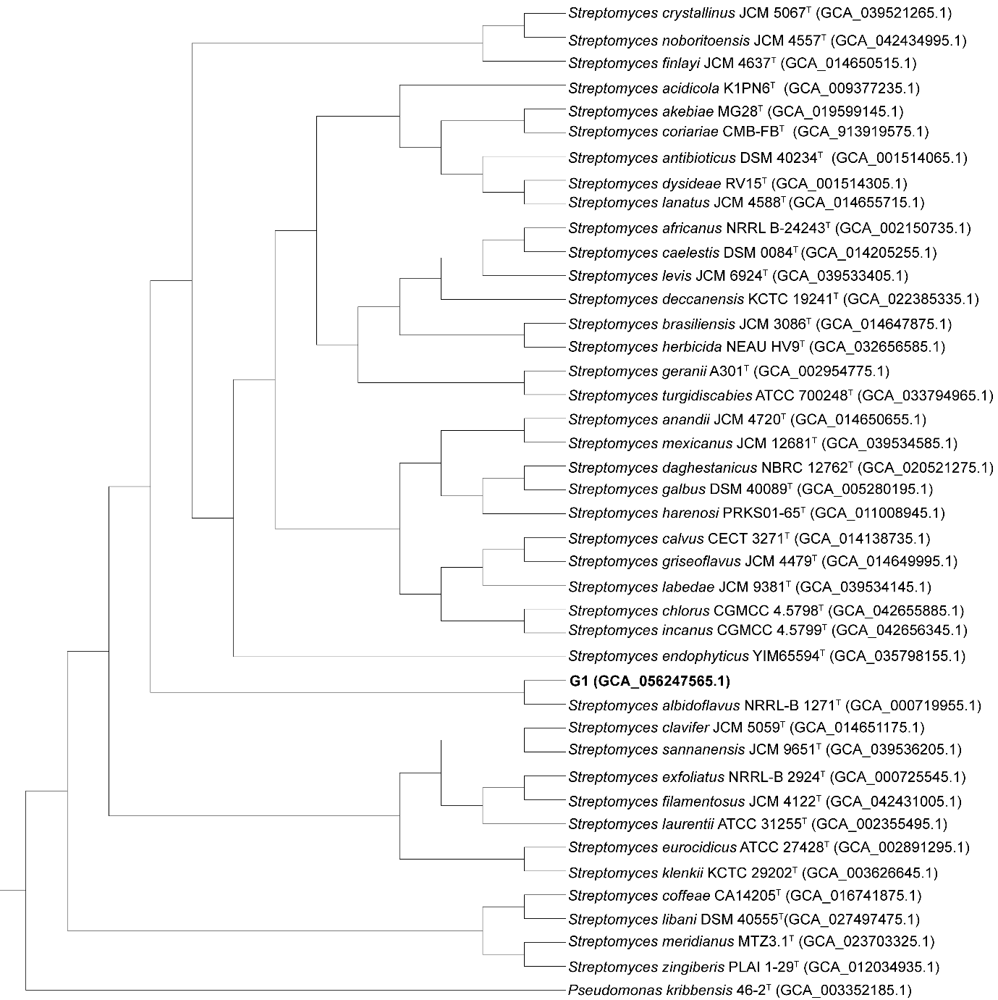 Streptomyces crystallinus JCM 5067ᵀ (GCA_039521265.1)
Streptomyces noboritoensis JCM 4557ᵀ (GCA_042434995.1)
Streptomyces finlayi JCM 4637ᵀ (GCA_014650515.1)
Streptomyces acidicola K1PN6ᵀ (GCA_009377235.1)
Streptomyces akebiae MG28ᵀ (GCA_019599145.1)
Streptomyces coriariae CMB-FBᵀ (GCA_913919575.1)
Streptomyces antibioticus DSM 40234ᵀ (GCA_001514065.1)
Streptomyces dysideae RV15ᵀ (GCA_001514305.1)
Streptomyces lanatus JCM 4588ᵀ (GCA_014655715.1)
Streptomyces africanus NRRL B-24243ᵀ (GCA_002150735.1)
Streptomyces caelestis DSM 0084ᵀ (GCA_014205255.1)
Streptomyces levis JCM 6924ᵀ (GCA_039533405.1)
Streptomyces deccanensis KCTC 19241ᵀ (GCA_022385335.1)
Streptomyces brasiliensis JCM 3086ᵀ (GCA_014647875.1)
Streptomyces herbicida NEAU HV9ᵀ (GCA_032656585.1)
Streptomyces geranii A301ᵀ (GCA_002954775.1)
Streptomyces turgidiscabies ATCC 700248ᵀ (GCA_033794965.1)
Streptomyces anandii JCM 4720ᵀ (GCA_014650655.1)
Streptomyces mexicanus JCM 12681ᵀ (GCA_039534585.1)
Streptomyces daghestanicus NBRC 12762ᵀ (GCA_020521275.1)
Streptomyces galbus DSM 40089ᵀ (GCA_005280195.1)
Streptomyces harenosi PRKS01-65ᵀ (GCA_011008945.1)
Streptomyces calvus CECT 3271ᵀ (GCA_014138735.1)
Streptomyces griseoflavus JCM 4479ᵀ (GCA_014649995.1)
Streptomyces labedae JCM 9381ᵀ (GCA_039534145.1)
Streptomyces chlorus CGMCC 4.5798ᵀ (GCA_042655885.1)
Streptomyces incanus CGMCC 4.5799ᵀ (GCA_042656345.1)
Streptomyces endophyticus YIM65594ᵀ (GCA_035798155.1)
G1 (GCA_056247565.1)
Streptomyces albidoflavus NRRL-B 1271ᵀ (GCA_000719955.1)
Streptomyces clavifer JCM 5059ᵀ (GCA_014651175.1)
Streptomyces sannanensis JCM 9651ᵀ (GCA_039536205.1)
Streptomyces exfoliatus NRRL-B 2924ᵀ (GCA_000725545.1)
Streptomyces filamentosus JCM 4122ᵀ (GCA_042431005.1)
Streptomyces laurentii ATCC 31255ᵀ (GCA_002355495.1)
Streptomyces eurocidicus ATCC 27428ᵀ (GCA_002891295.1)
Streptomyces klenkii KCTC 29202ᵀ (GCA_003626645.1)
Streptomyces coffeae CA14205ᵀ (GCA_016741875.1)
Streptomyces libani DSM 40555ᵀ(GCA_027497475.1)
Streptomyces meridianus MTZ3.1ᵀ (GCA_023703325.1)
Streptomyces zingiberis PLAI 1-29ᵀ (GCA_012034935.1)
Pseudomonas kribbensis 46-2ᵀ (GCA_003352185.1)